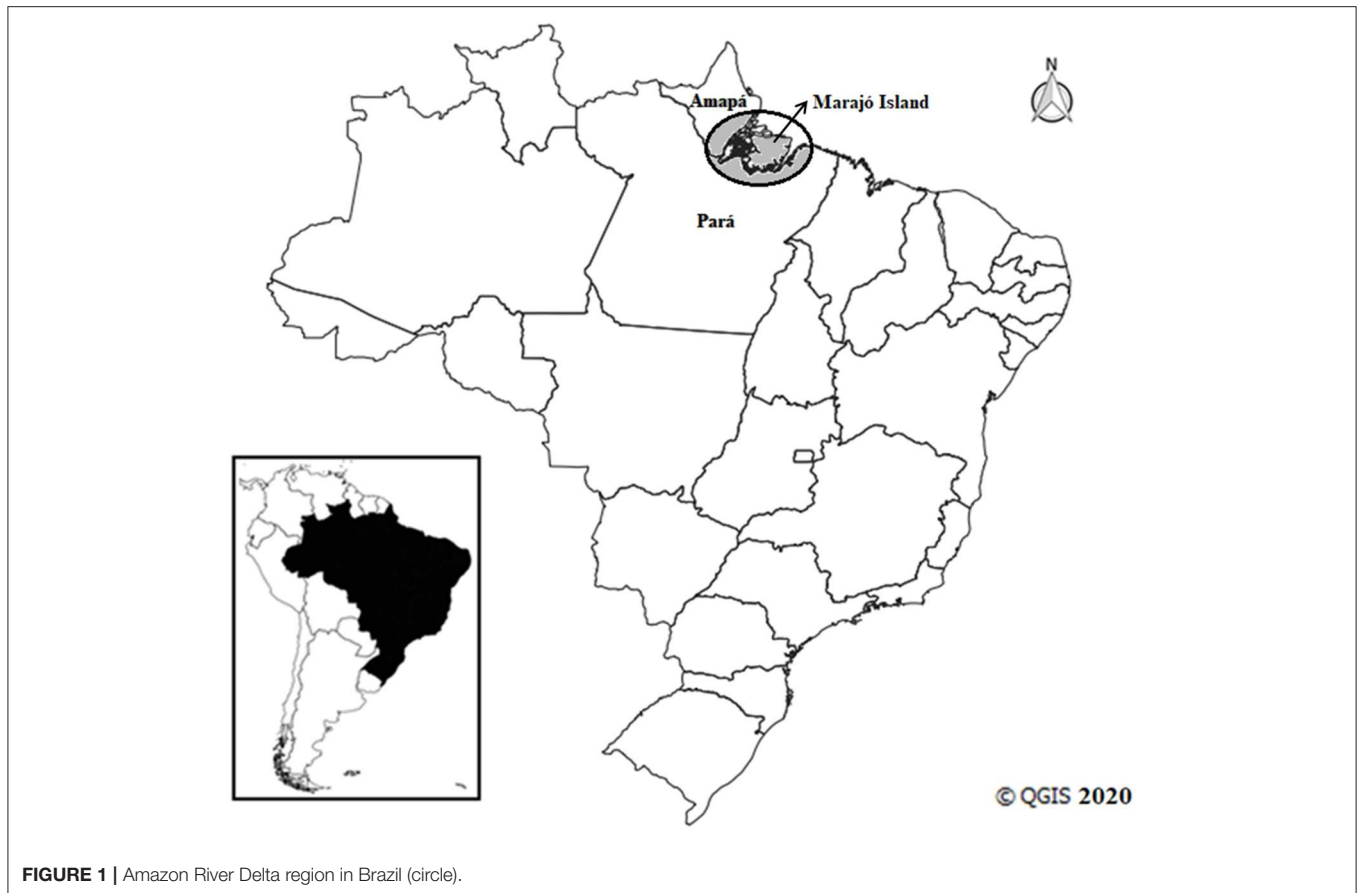 N
Amapá
Marajó Island
Pará
© QGIS 2020
FIGURE 1 | Amazon River Delta region in Brazil (circle).